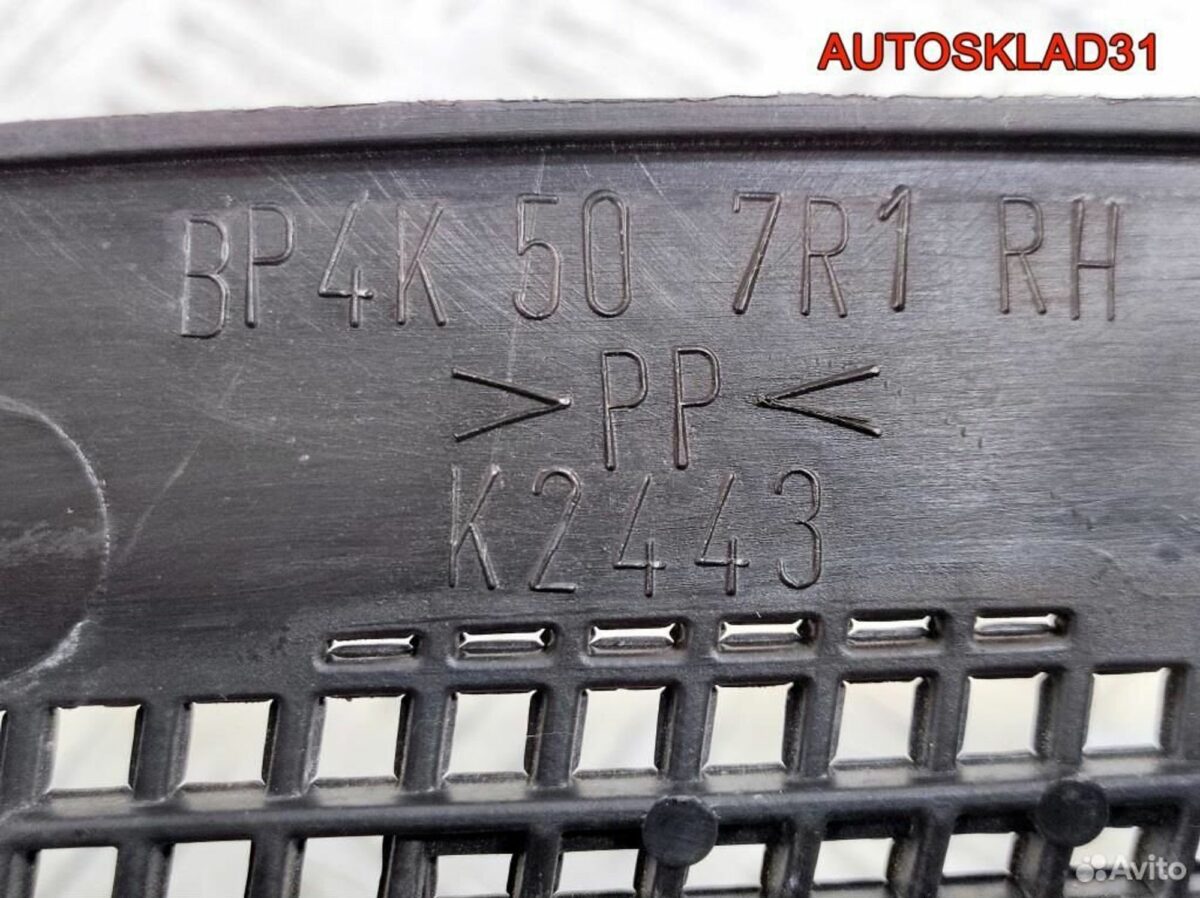 AUTOSKLAD31
BP4K 50 7R1 RH
>PP<
K2443
Avito